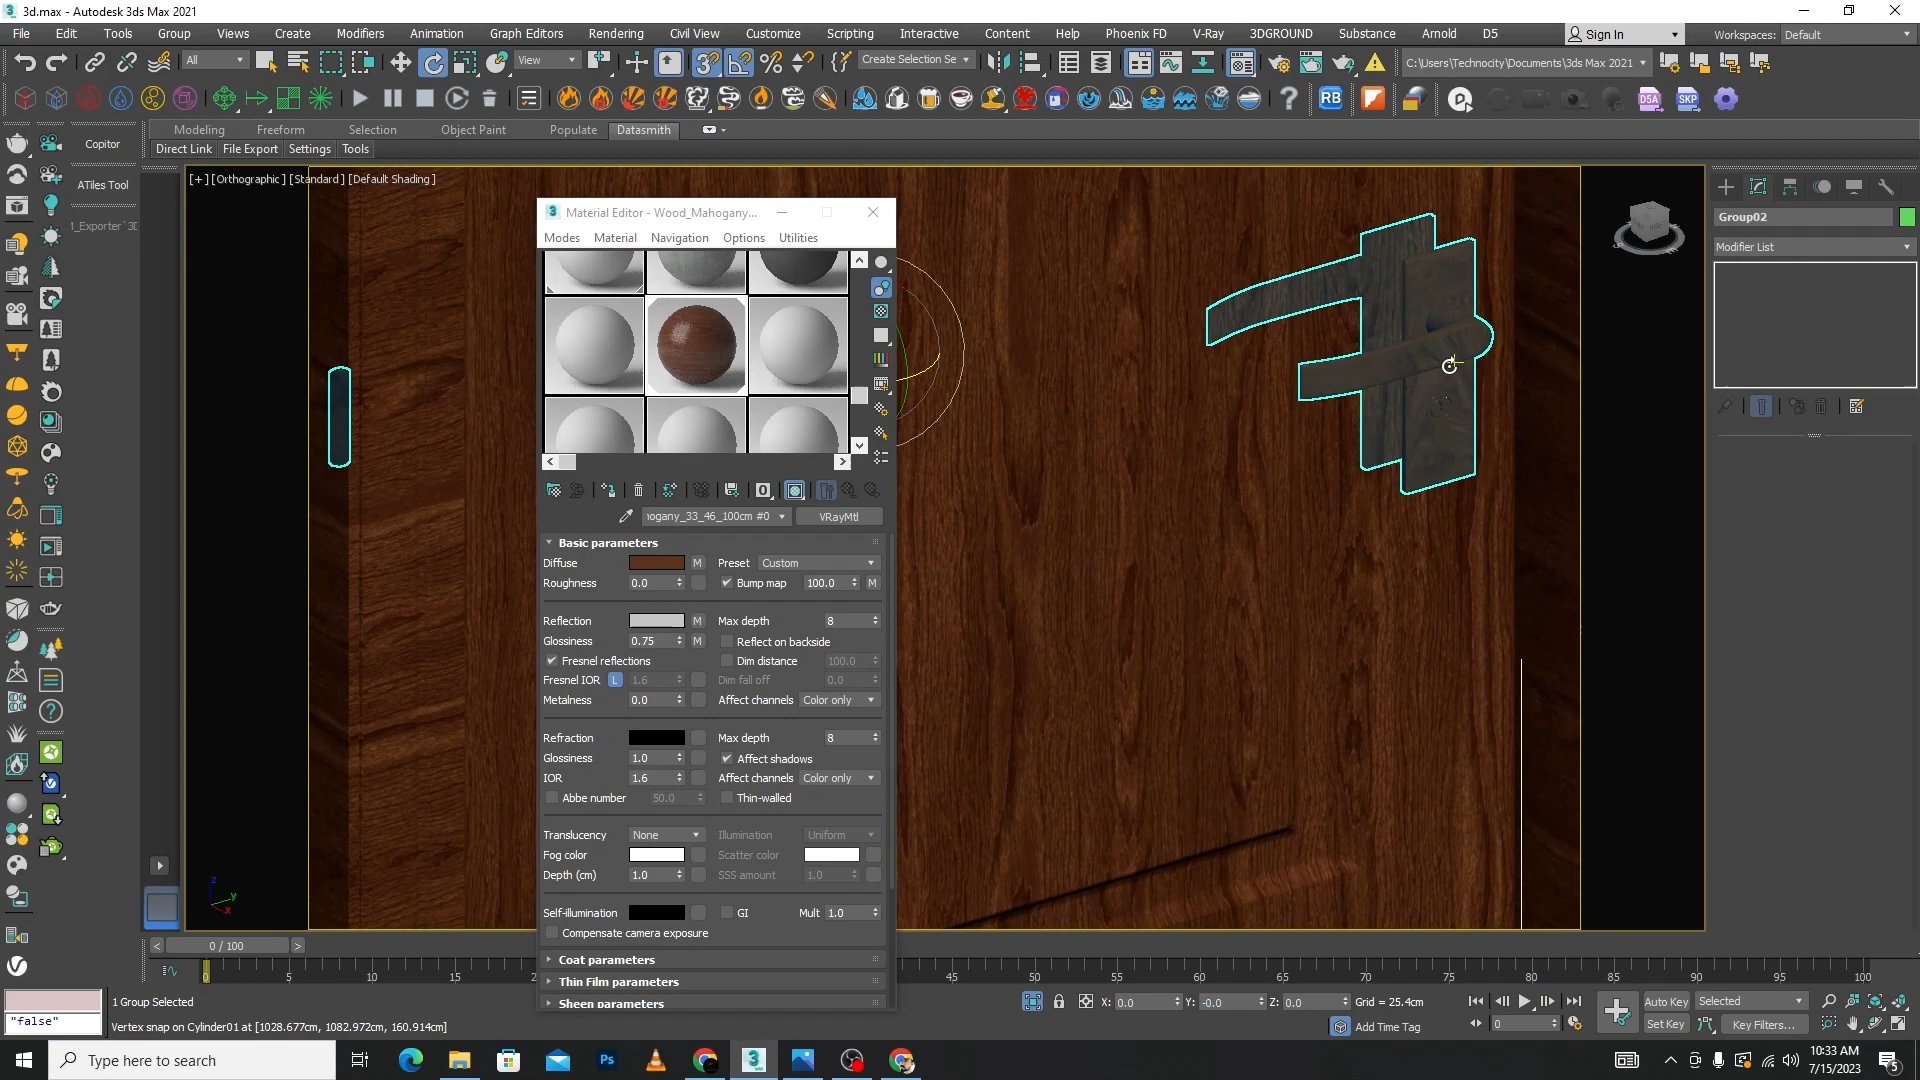 3d.max - Autodesk 3ds Max 2021
File Edit Tools Group Views Create Modifiers Animation Graph Editors Rendering Civil View Customize Scripting Interactive Content Help Phoenix FD V-Ray 3DGROUND Substance Arnold D5 Sign In Workspaces: Default
All View Create Selection Se C:\Users\Technocity\Documents\3ds Max 2021
RB D5A SKP
Modeling Freeform Selection Object Paint Populate Datasmith
Copitor
Direct Link File Export Settings Tools
[+] [Orthographic] [Standard] [Default Shading]
ATiles Tool
Group02
Material Editor - Wood_Mahogany...
Modes Material Navigation Options Utilities
Modifier List
nogany_33_46_100cm #0 VRayMtl
Basic parameters
Diffuse M Preset Custom
Roughness 0.0 Bump map 100.0 M
Reflection M Max depth 8
Glossiness 0.75 M Reflect on backside
Fresnel reflections Dim distance 100.0
Fresnel IOR L 1.6 Dim fall off 0.0
Metalness 0.0 Affect channels Color only
Refraction Max depth 8
Glossiness 1.0 Affect shadows
IOR 1.6 Affect channels Color only
Abbe number 50.0 Thin-walled
Translucency None Illumination Uniform
Fog color Scatter color
Depth (cm) 1.0 SSS amount 1.0
Self-illumination GI Mult 1.0
Compensate camera exposure
Coat parameters
Thin Film parameters
Sheen parameters
0 / 100
0 5 10 15 45 50 55 60 65 70 75 80 85 90 95 100
1 Group Selected X: 0.0 Y: -0.0 Z: 0.0 Grid = 25.4cm Auto Key Selected
"false"
Vertex snap on Cylinder01 at [1028.677cm, 1082.972cm, 160.914cm] Add Time Tag 0 Set Key Key Filters...
Type here to search
10:33 AM
7/15/2023
5